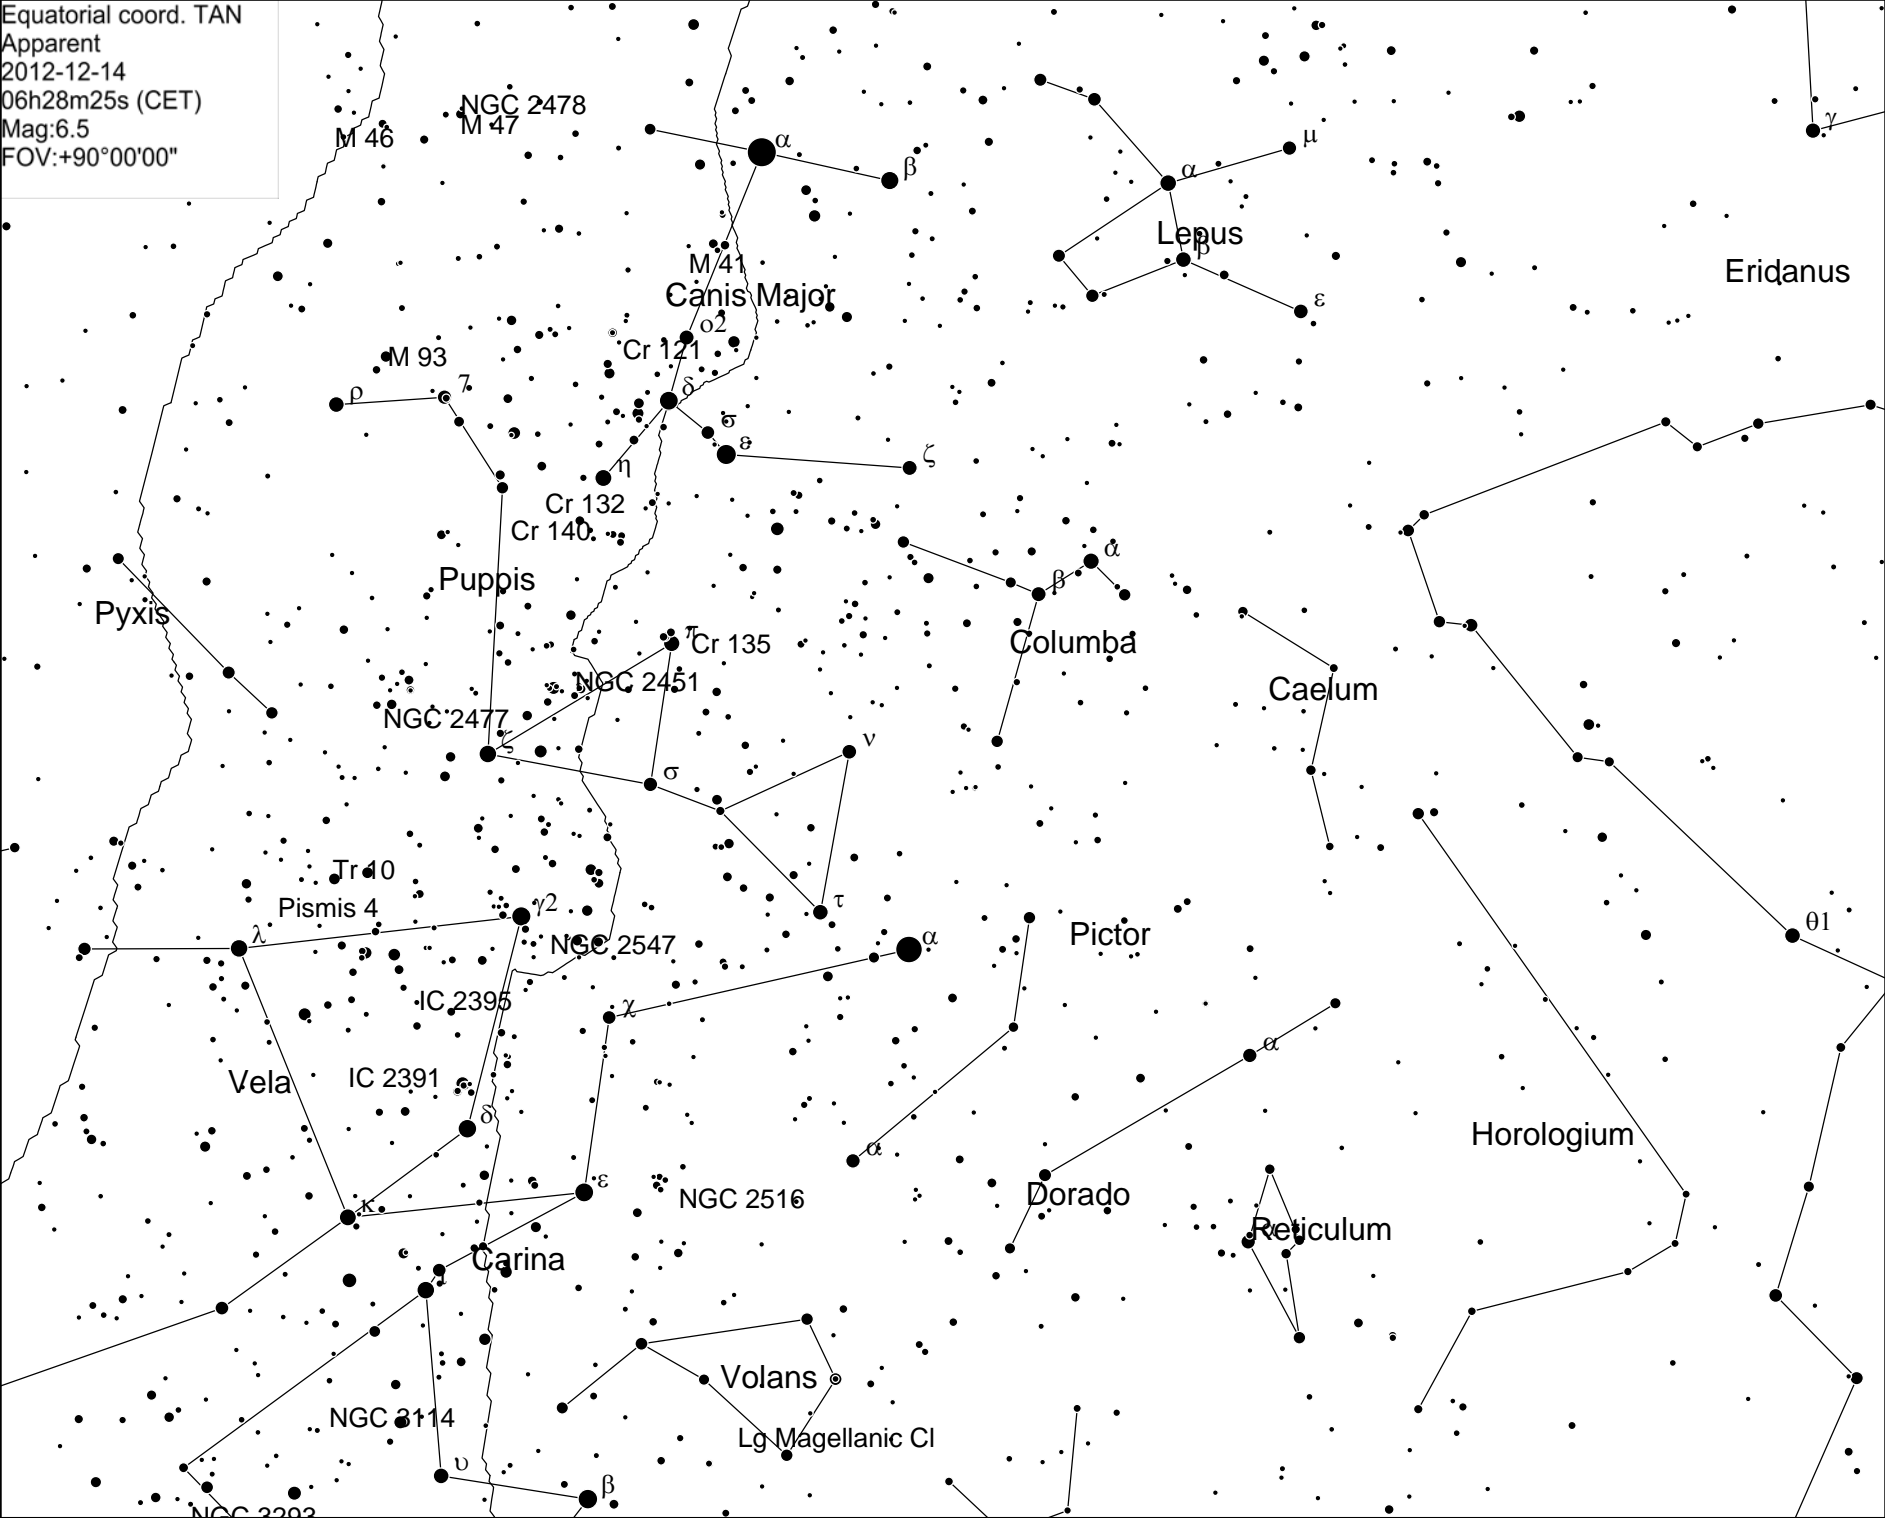 Equatorial coord. TAN
Apparent
2012-12-14
06h28m25s (CET)
Mag:6.5
FOV:+90°00'00"
NGC 2478
M 47
M 46
α
β
μ
α
γ
Lepus
β
M 41
Canis Major
ε
Eridanus
ο2
Cr 121
M 93
ρ
7
δ
σ
ε
ζ
η
Cr 132
Cr 140
α
β
Puppis
Pyxis
π
Cr 135
Columba
NGC 2451
Caelum
NGC 2477
ζ
ν
σ
Tr 10
Pismis 4
γ2
τ
λ
NGC 2547
α
Pictor
θ1
IC 2395
χ
α
Vela
IC 2391
δ
α
Horologium
κ
ε
NGC 2516
Dorado
α
Reticulum
Carina
ι
Volans
NGC 3114
Lg Magellanic Cl
υ
β
NGC 3293